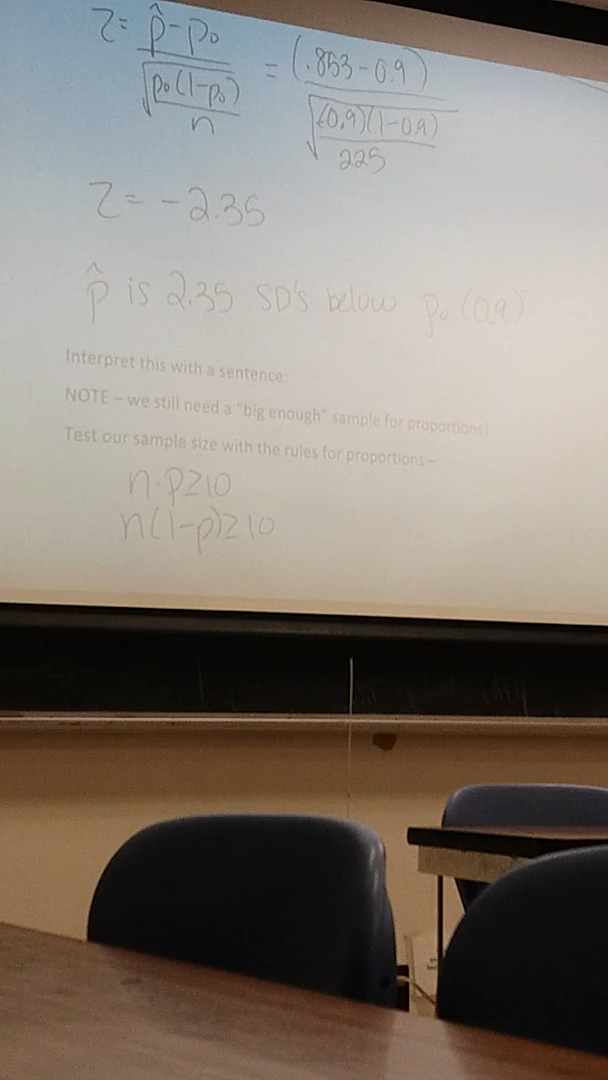 z = p̂ - p₀ / √(p₀(1-p₀)/n) = (.853 - 0.9) / √((0.9)(1-0.9)/225)
z = -2.35
p̂ is 2.35 SD's below p₀ (0.9)
Interpret this with a sentence:
NOTE – we still need a "big enough" sample for proportions!
Test our sample size with the rules for proportions –
n·p≥10
n(1-p)≥10